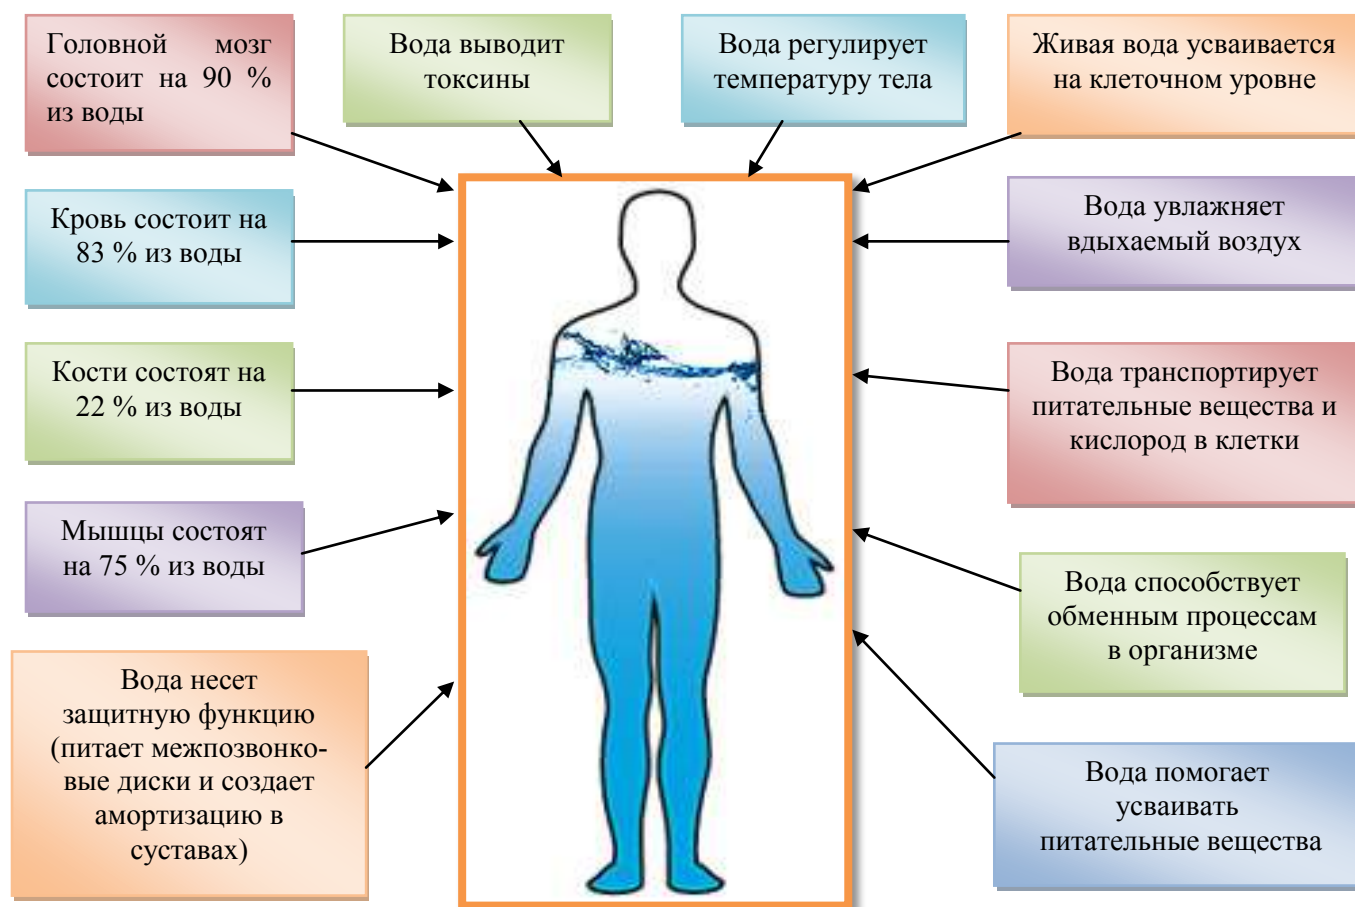 Головной мозг
состоит на 90 %
из воды
Вода выводит
токсины
Вода регулирует
температуру тела
Живая вода усваивается
на клеточном уровне
Кровь состоит на
83 % из воды
Вода увлажняет
вдыхаемый воздух
Кости состоят на
22 % из воды
Вода транспортирует
питательные вещества и
кислород в клетки
Мышцы состоят
на 75 % из воды
Вода способствует
обменным процессам
в организме
Вода несет
защитную функцию
(питает межпозвонко-
вые диски и создает
амортизацию в
суставах)
Вода помогает
усваивать
питательные вещества